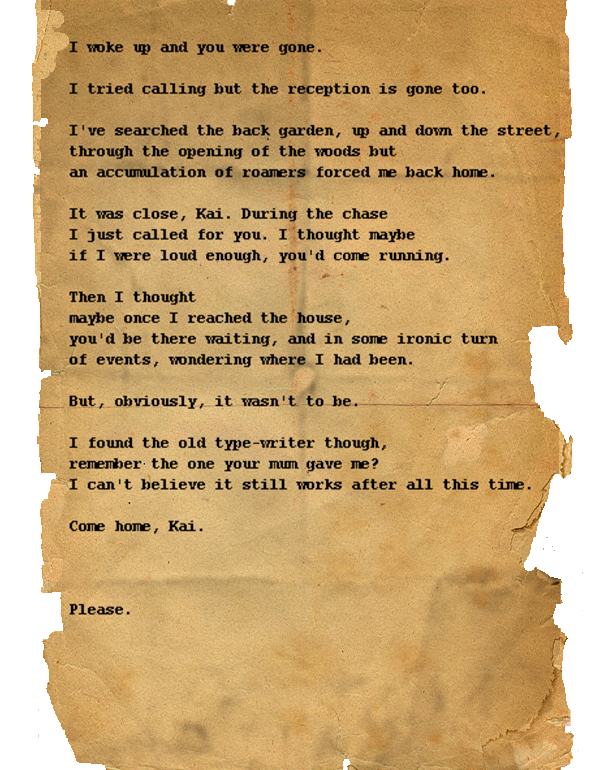 I woke up and you were gone.
I tried calling but the reception is gone too.
I've searched the back garden, up and down the street,
through the opening of the woods but
an accumulation of roamers forced me back home.
It was close, Kai. During the chase
I just called for you. I thought maybe
if I were loud enough, you'd come running.
Then I thought
maybe once I reached the house,
you'd be there waiting, and in some ironic turn
of events, wondering where I had been.
But, obviously, it wasn't to be.
I found the old type-writer though,
remember the one your mum gave me?
I can't believe it still works after all this time.
Come home, Kai.
Please.